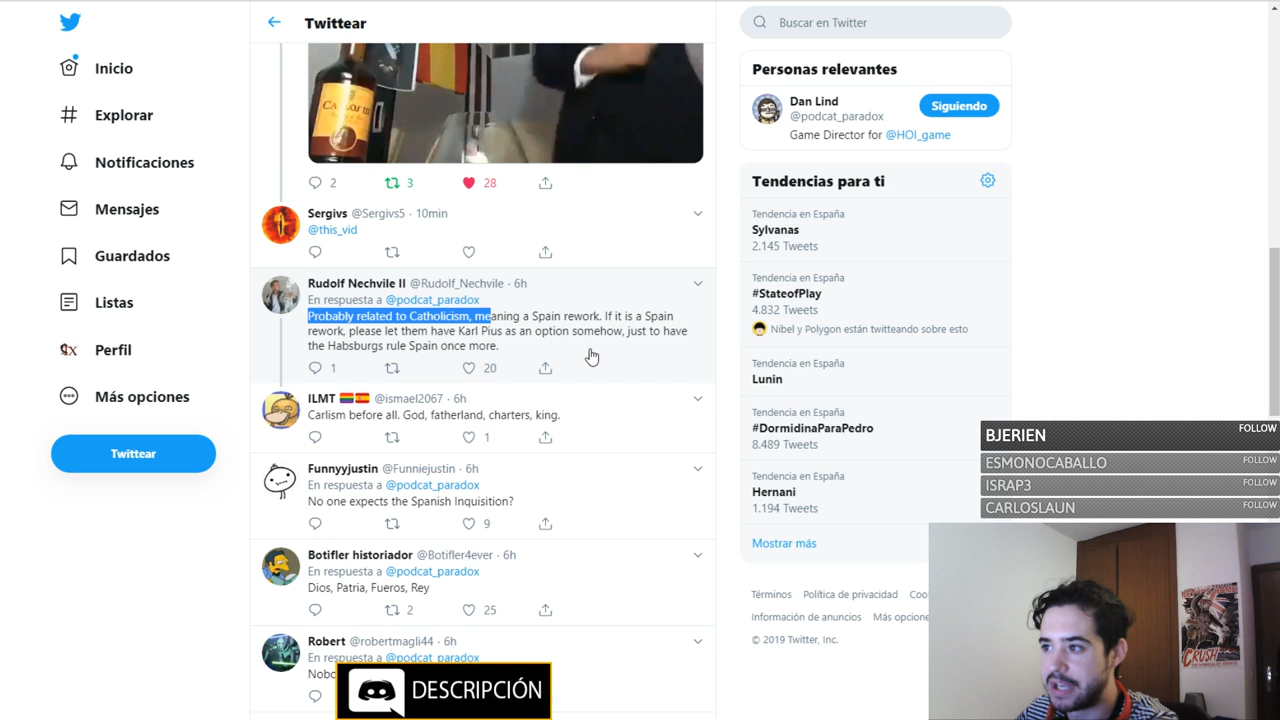 Inicio
Explorar
Notificaciones
Mensajes
Guardados
Listas
Perfil
Más opciones
Twittear
Twittear
2 3 28
Sergivs @Sergivs5 · 10min
@this_vid
Rudolf Nechvile II @Rudolf_Nechvile · 6h
En respuesta a @podcat_paradox
Probably related to Catholicism, meaning a Spain rework. If it is a Spain
rework, please let them have Karl Pius as an option somehow, just to have
the Habsburgs rule Spain once more.
1 20
ILMT @ismael2067 · 6h
Carlism before all. God, fatherland, charters, king.
1
Funnyyjustin @Funniejustin · 6h
En respuesta a @podcat_paradox
No one expects the Spanish Inquisition?
9
Botifler historiador @Botifler4ever · 6h
En respuesta a @podcat_paradox
Dios, Patria, Fueros, Rey
2 25
Robert @robertmagli44 · 6h
En respuesta a @podcat_paradox
DESCRIPCIÓN
Buscar en Twitter
Personas relevantes
Dan Lind
@podcat_paradox
Siguiendo
Game Director for @HOI_game
Tendencias para ti
Tendencia en España
Sylvanas
2.145 Tweets
Tendencia en España
#StateofPlay
4.832 Tweets
Nibel y Polygon están twitteando sobre esto
Tendencia en España
Lunin
Tendencia en España
#DormidinaParaPedro
8.489 Tweets
Tendencia en España
Hernani
1.194 Tweets
Mostrar más
Términos Política de privacidad
Información de anuncios Más opciones
© 2019 Twitter, Inc.
BJERIEN FOLLOW
ESMONOCABALLO FOLLOW
ISRAP3 FOLLOW
CARLOSLAUN FOLLOW
CRUSH